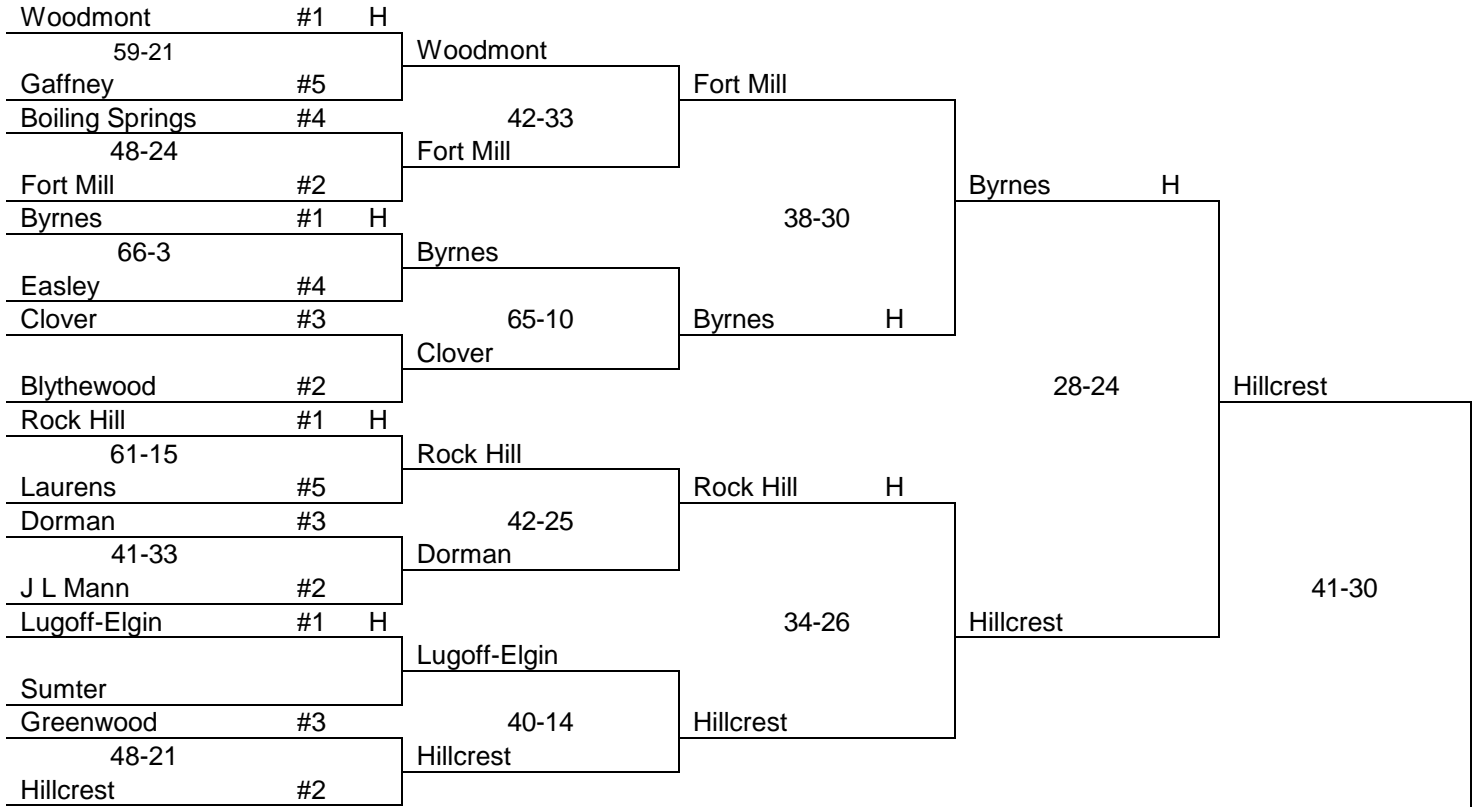 Woodmont #1 H
59-21 Woodmont
Gaffney #5 Fort Mill
Boiling Springs #4 42-33
48-24 Fort Mill
Fort Mill #2 Byrnes H
Byrnes #1 H 38-30
66-3 Byrnes
Easley #4
Clover #3 65-10 Byrnes H
Clover
Blythewood #2 28-24 Hillcrest
Rock Hill #1 H
61-15 Rock Hill
Laurens #5 Rock Hill H
Dorman #3 42-25
41-33 Dorman
J L Mann #2 41-30
Lugoff-Elgin #1 H 34-26 Hillcrest
Lugoff-Elgin
Sumter
Greenwood #3 40-14 Hillcrest
48-21 Hillcrest
Hillcrest #2